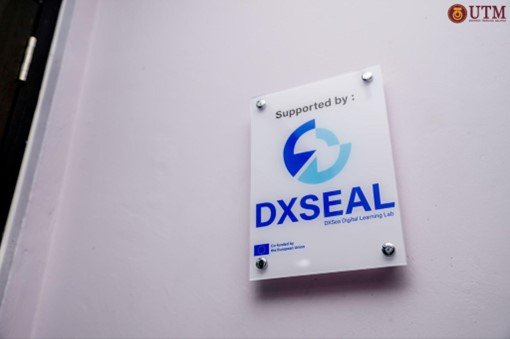 UTM
Supported by :
DXSEAL
DXSea Digital Learning Lab
Co-funded by
the European Union